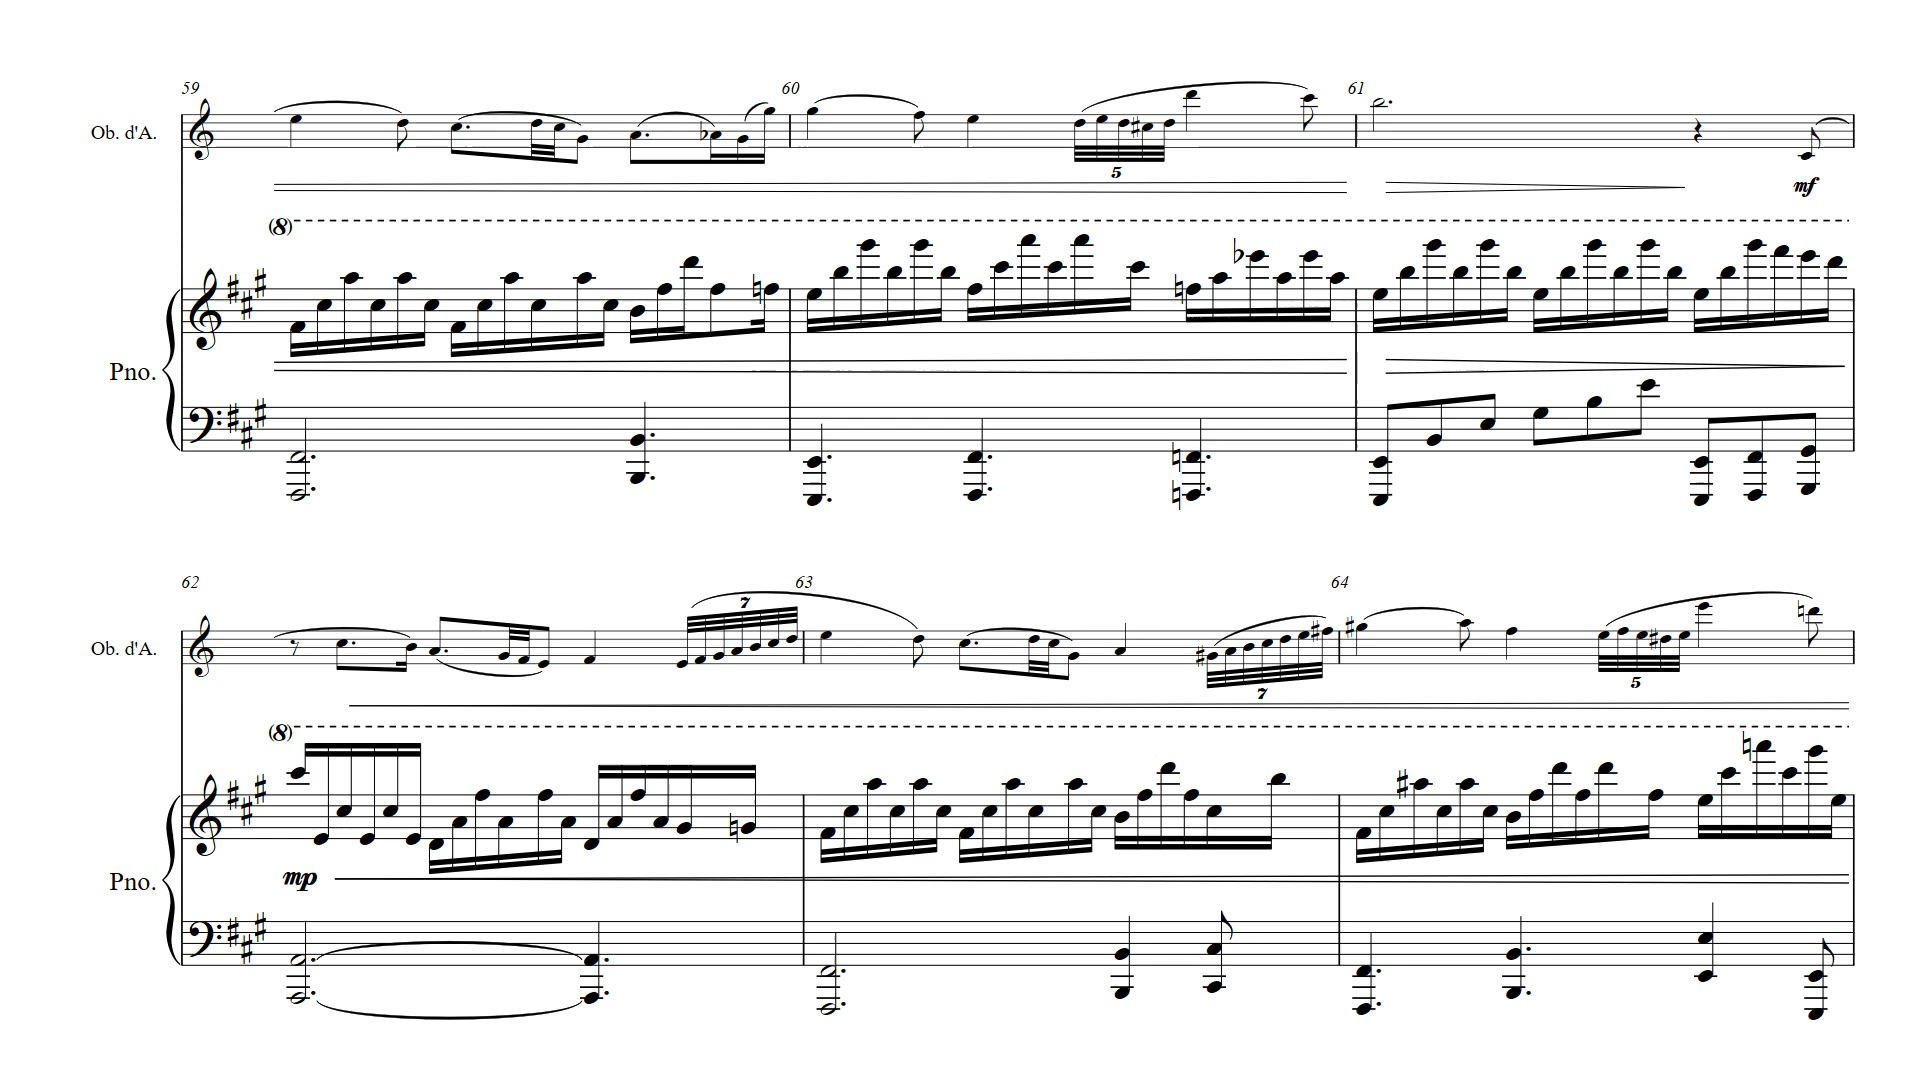 59 60 61
Ob. d'A.
5
mf
(8)
Pno.
62 63 64
7
Ob. d'A.
7 5
(8)
mp
Pno.